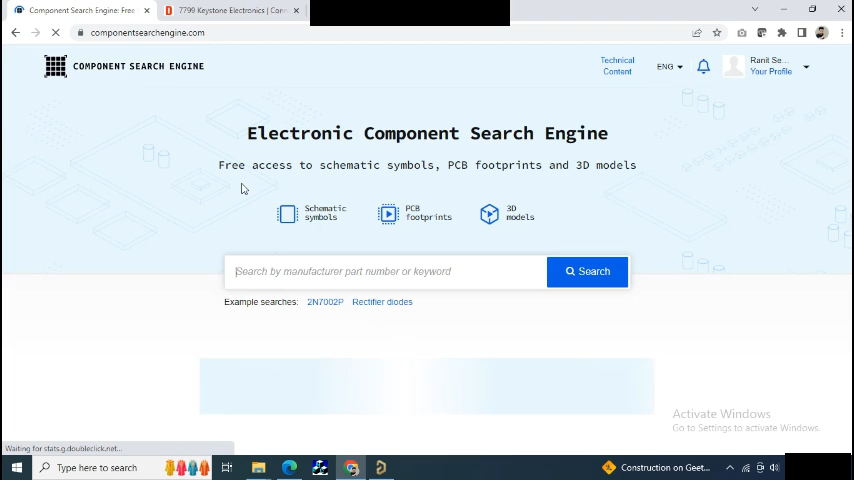 Component Search Engine: Free
7799 Keystone Electronics | Con
componentsearchengine.com
COMPONENT SEARCH ENGINE
Technical
Content
ENG
Ranit Se...
Your Profile
Electronic Component Search Engine
Free access to schematic symbols, PCB footprints and 3D models
Schematic
symbols
PCB
footprints
3D
models
Search by manufacturer part number or keyword
Search
Example searches: 2N7002P Rectifier diodes
Activate Windows
Go to Settings to activate Windows.
Waiting for stats.g.doubleclick.net...
Type here to search
Construction on Geet...